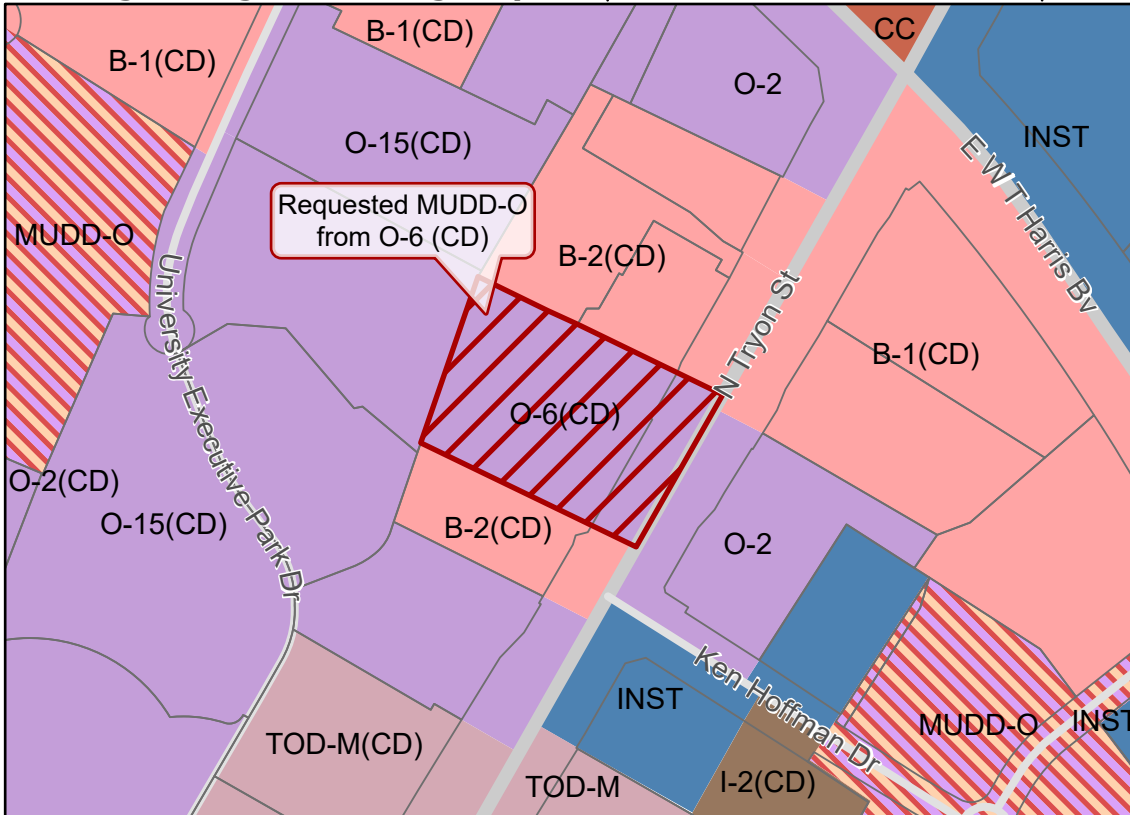 CC
B-1(CD)
B-1(CD)
O-2
INST
O-15(CD)
E W T Harris Bv
Requested MUDD-O
from O-6 (CD)
MUDD-O
B-2(CD)
University Executive Park Dr
N Tryon St
B-1(CD)
O-6(CD)
O-2(CD)
O-15(CD)
B-2(CD)
O-2
Ken Hoffman Dr
INST
MUDD-O
INST
TOD-M(CD)
TOD-M
I-2(CD)